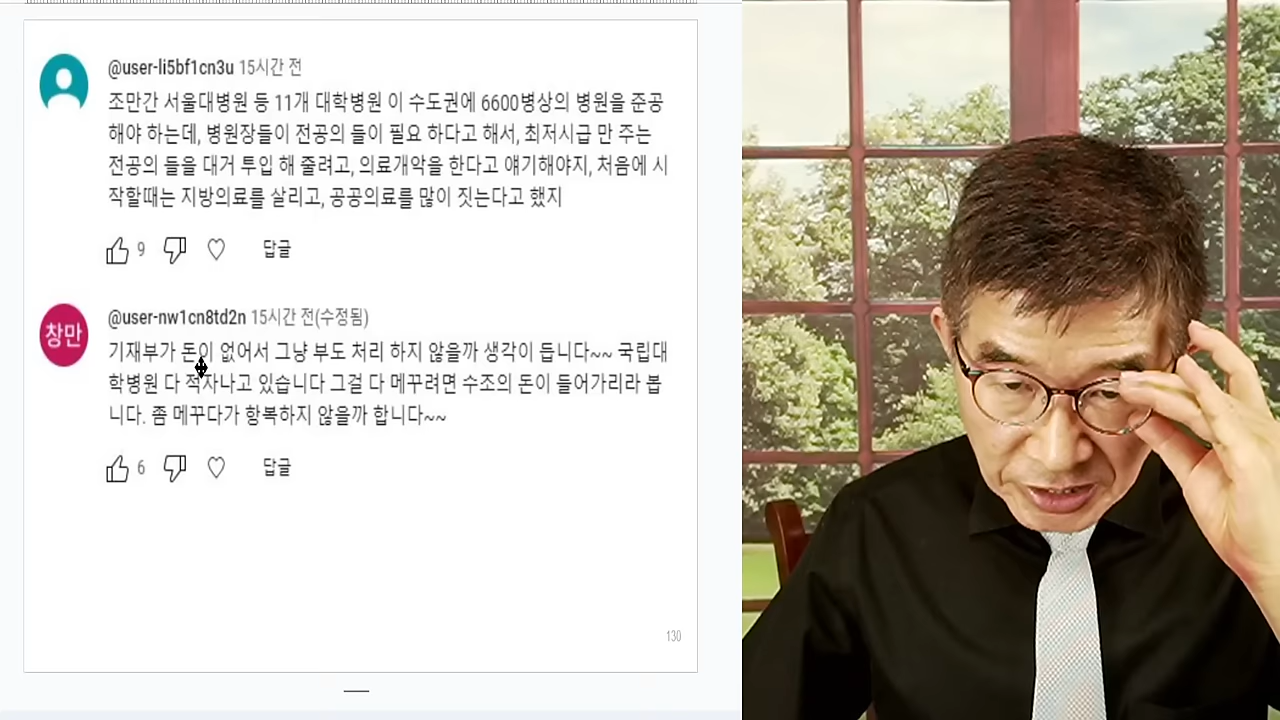 @user-li5bf1cn3u 15시간 전
조만간 서울대병원 등 11개 대학병원 이 수도권에 6600병상의 병원을 준공
해야 하는데, 병원장들이 전공의 들이 필요 하다고 해서, 최저시급 만 주는
전공의 들을 대거 투입 해 줄려고, 의료개악을 한다고 얘기해야지, 처음에 시
작할때는 지방의료를 살리고, 공공의료를 많이 짓는다고 했지
9 답글
창만
@user-nw1cn8td2n 15시간 전(수정됨)
기재부가 돈이 없어서 그냥 부도 처리 하지 않을까 생각이 듭니다~~ 국립대
학병원 다 적자나고 있습니다 그걸 다 메꾸려면 수조의 돈이 들어가리라 봅
니다. 좀 메꾸다가 항복하지 않을까 합니다~~
6 답글
130